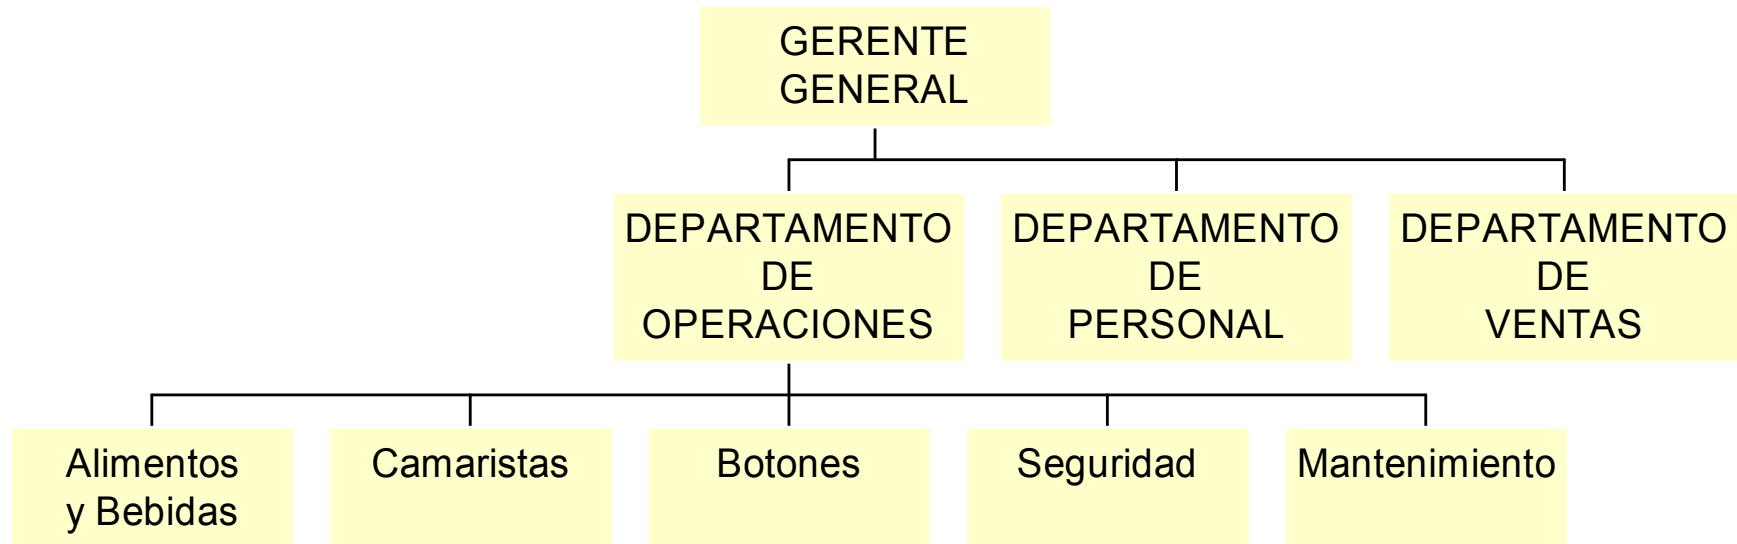 GERENTE
GENERAL
DEPARTAMENTO
DE
OPERACIONES
DEPARTAMENTO
DE
PERSONAL
DEPARTAMENTO
DE
VENTAS
Alimentos
y Bebidas
Camaristas
Botones
Seguridad
Mantenimiento